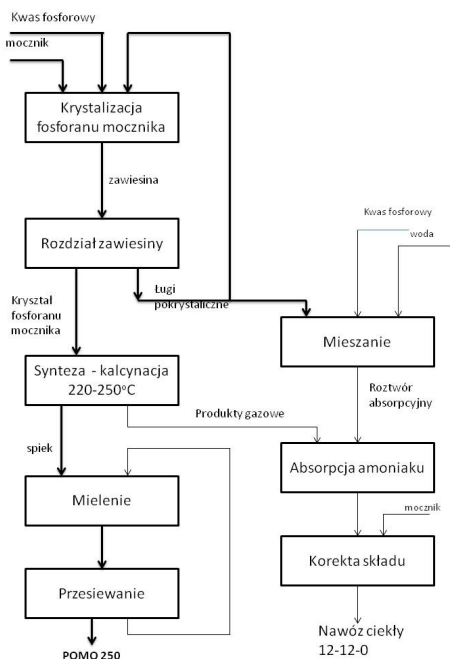 Kwas fosforowy
mocznik
Krystalizacja
fosforanu mocznika
zawiesina
Rozdział zawiesiny
Kwas fosforowy
woda
Ługi
pokrystaliczne
Kryształ
fosforanu
mocznika
Mieszanie
Synteza - kalcynacja
220-250°C
Roztwór
absorpcyjny
Produkty gazowe
spiek
Absorpcja amoniaku
Mielenie
mocznik
Korekta składu
Przesiewanie
Nawóz ciekły
12-12-0
POMO 250